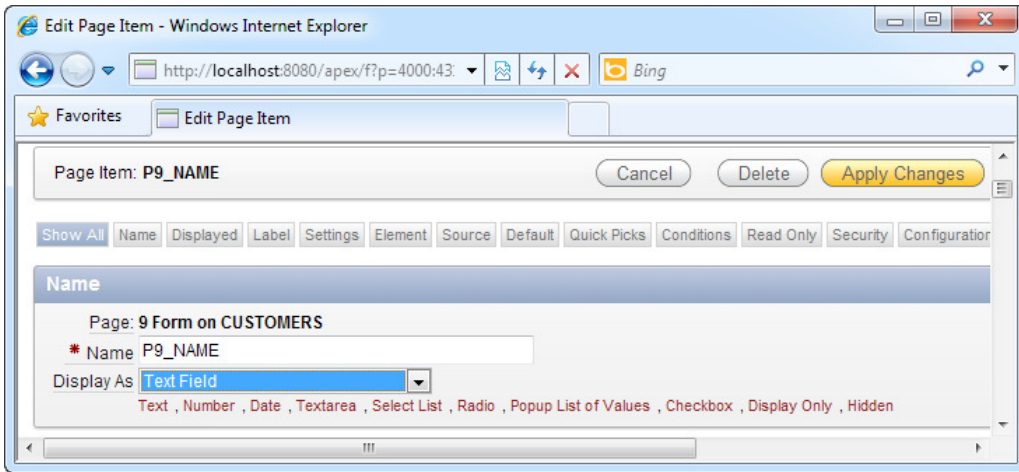 Edit Page Item - Windows Internet Explorer
http://localhost:8080/apex/f?p=4000:43: Bing
Favorites Edit Page Item
Page Item: P9_NAME Cancel Delete Apply Changes
Show All Name Displayed Label Settings Element Source Default Quick Picks Conditions Read Only Security Configuration
Name
Page: 9 Form on CUSTOMERS
* Name P9_NAME
Display As Text Field
Text , Number , Date , Textarea , Select List , Radio , Popup List of Values , Checkbox , Display Only , Hidden